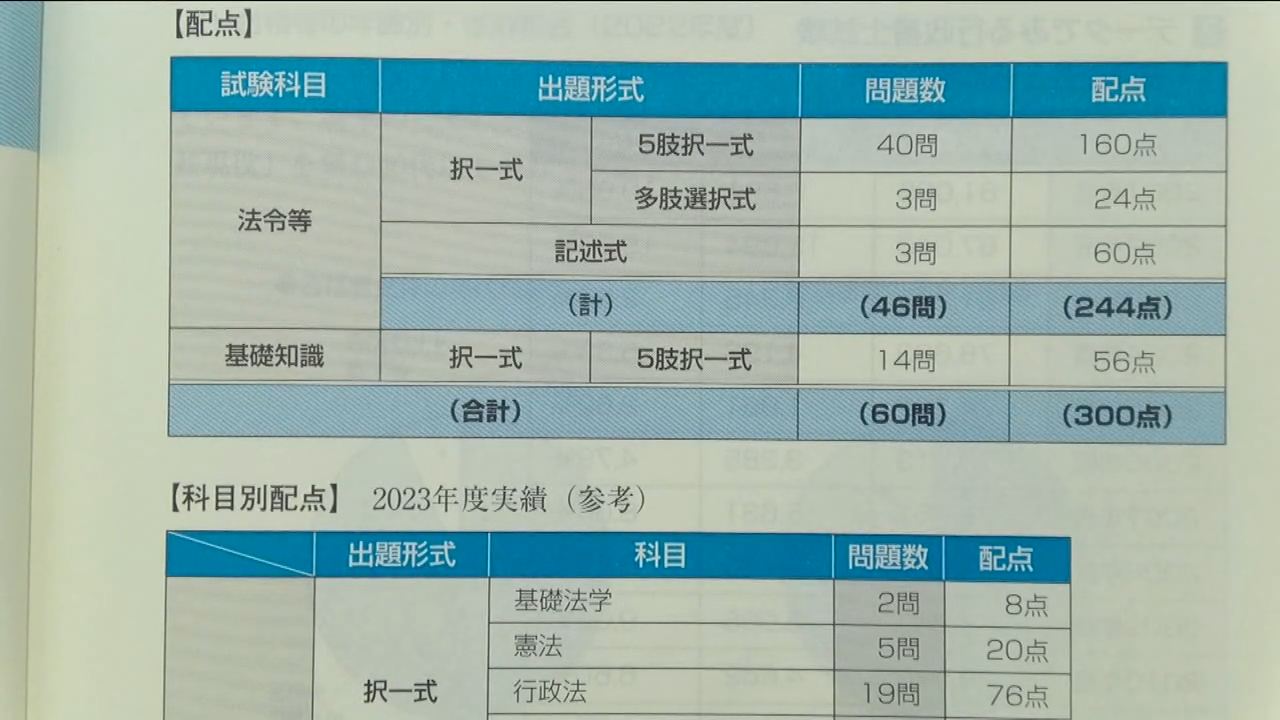 【配点】
試験科目 出題形式 問題数 配点
法令等 択一式 5肢択一式 40問 160点
多肢選択式 3問 24点
記述式 3問 60点
（計） （46問） （244点）
基礎知識 択一式 5肢択一式 14問 56点
（合計） （60問） （300点）
【科目別配点】 2023年度実績（参考）
出題形式 科目 問題数 配点
択一式 基礎法学 2問 8点
憲法 5問 20点
行政法 19問 76点